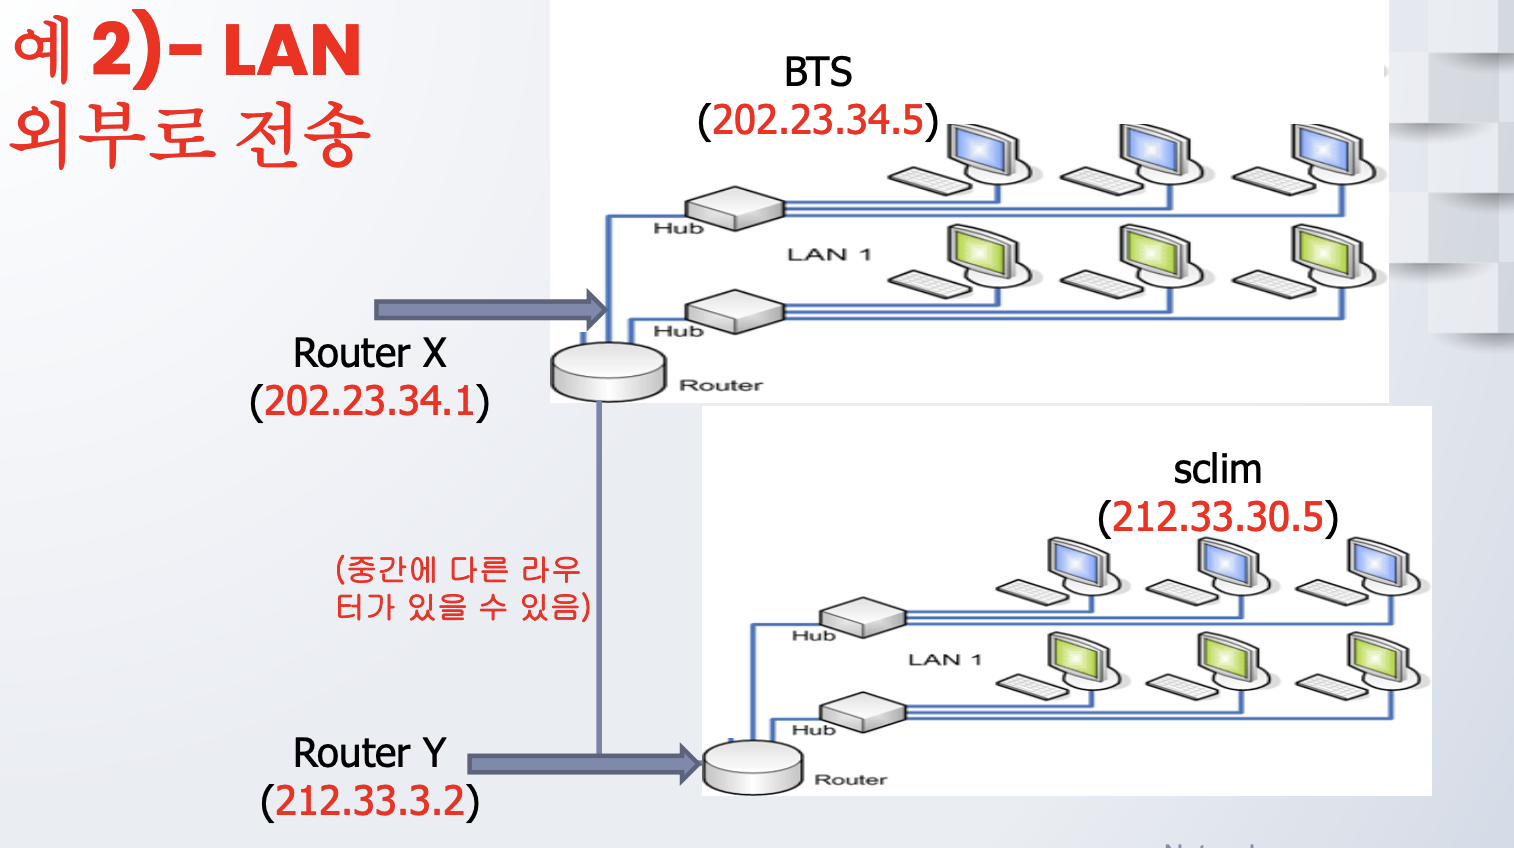 예 2)- LAN
외부로 전송
BTS
(202.23.34.5)
Hub
LAN 1
Hub
Router X
(202.23.34.1)
Router
sclim
(212.33.30.5)
(중간에 다른 라우
터가 있을 수 있음)
Hub
LAN 1
Hub
Router Y
(212.33.3.2)
Router